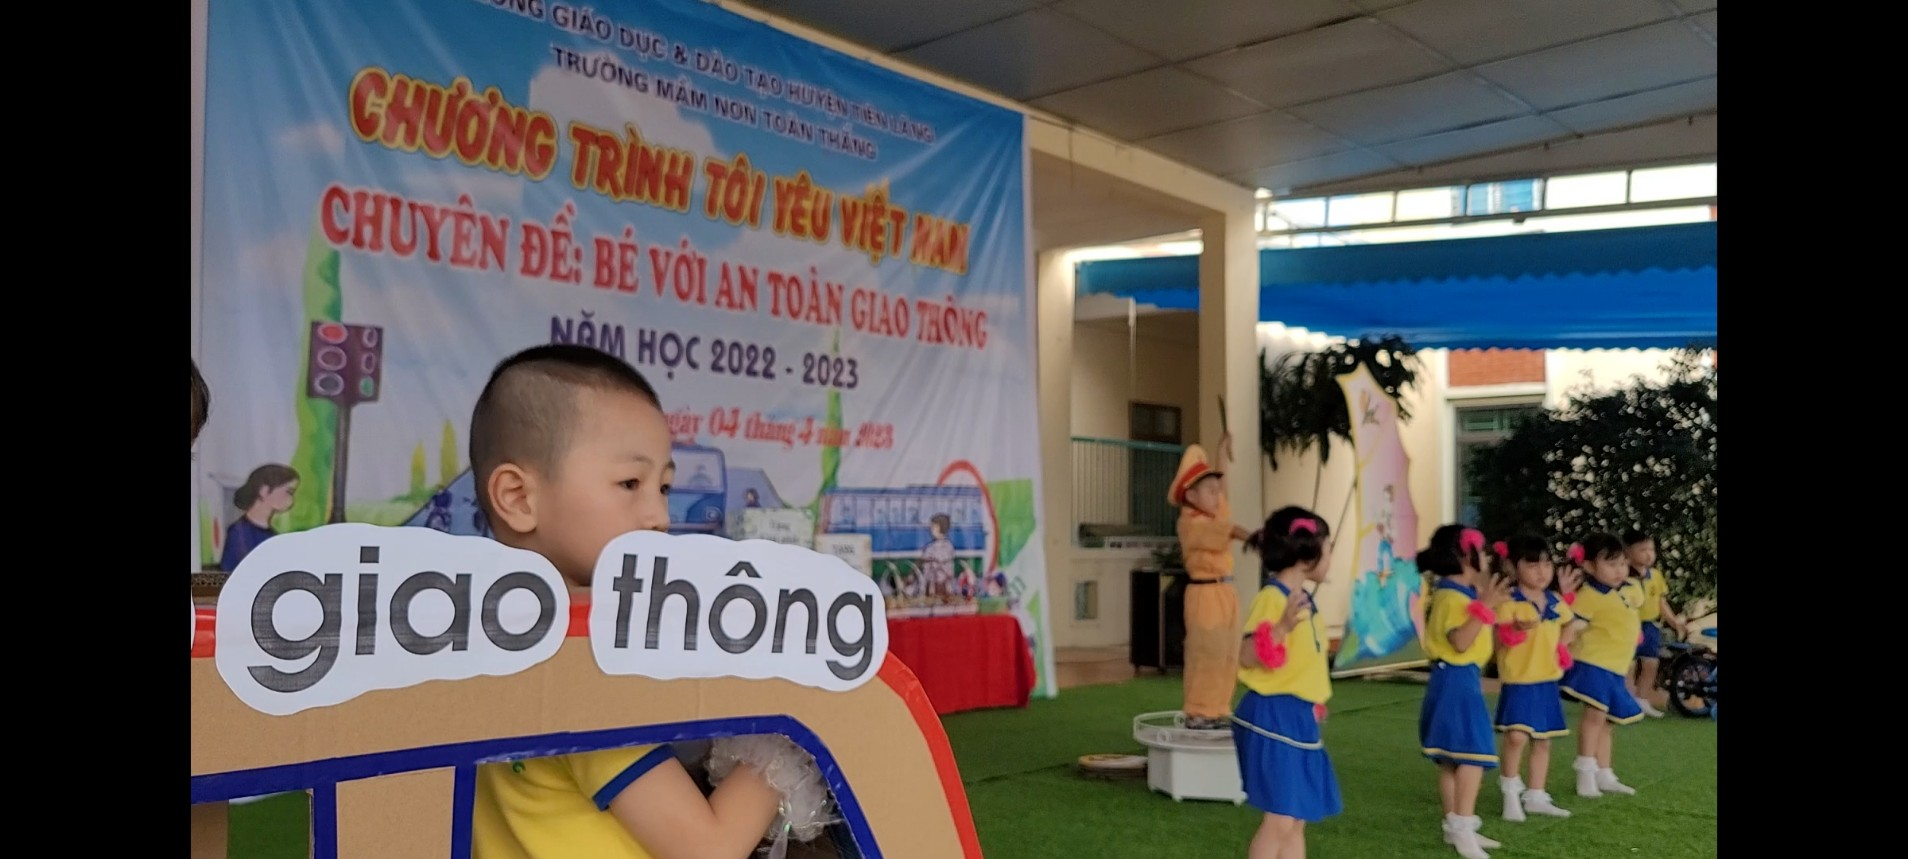 GIÁO DỤC & ĐÀO TẠO HUYỆN TIÊN LÃNG
TRƯỜNG MẦM NON TOÀN THẮNG
CHƯƠNG TRÌNH TÔI YÊU VIỆT NAM
CHUYÊN ĐỀ: BÉ VỚI AN TOÀN GIAO THÔNG
NĂM HỌC 2022 - 2023
04 tháng 4 năm 2023
giao thông